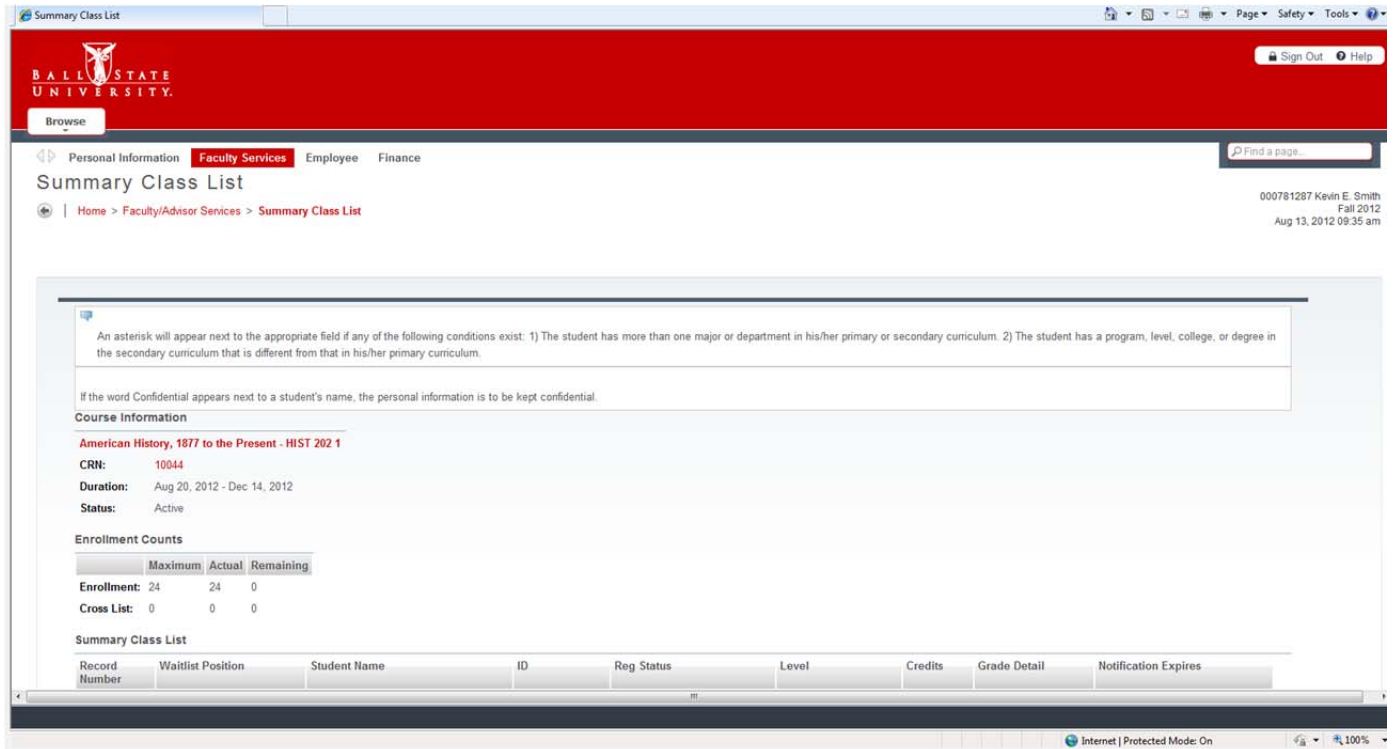 Summary Class List
Page Safety Tools
BALL STATE
UNIVERSITY.
Sign Out Help
Browse
Personal Information Faculty Services Employee Finance
Find a page...
Summary Class List
000781287 Kevin E. Smith
Home > Faculty/Advisor Services > Summary Class List
Fall 2012
Aug 13, 2012 09:35 am
An asterisk will appear next to the appropriate field if any of the following conditions exist: 1) The student has more than one major or department in his/her primary or secondary curriculum. 2) The student has a program, level, college, or degree in
the secondary curriculum that is different from that in his/her primary curriculum.
If the word Confidential appears next to a student's name, the personal information is to be kept confidential.
Course Information
American History, 1877 to the Present - HIST 202 1
CRN: 10044
Duration: Aug 20, 2012 - Dec 14, 2012
Status: Active
Enrollment Counts
Maximum Actual Remaining
Enrollment: 24 24 0
Cross List: 0 0 0
Summary Class List
Record Waitlist Position Student Name ID Reg Status Level Credits Grade Detail Notification Expires
Number
Internet | Protected Mode: On 100%